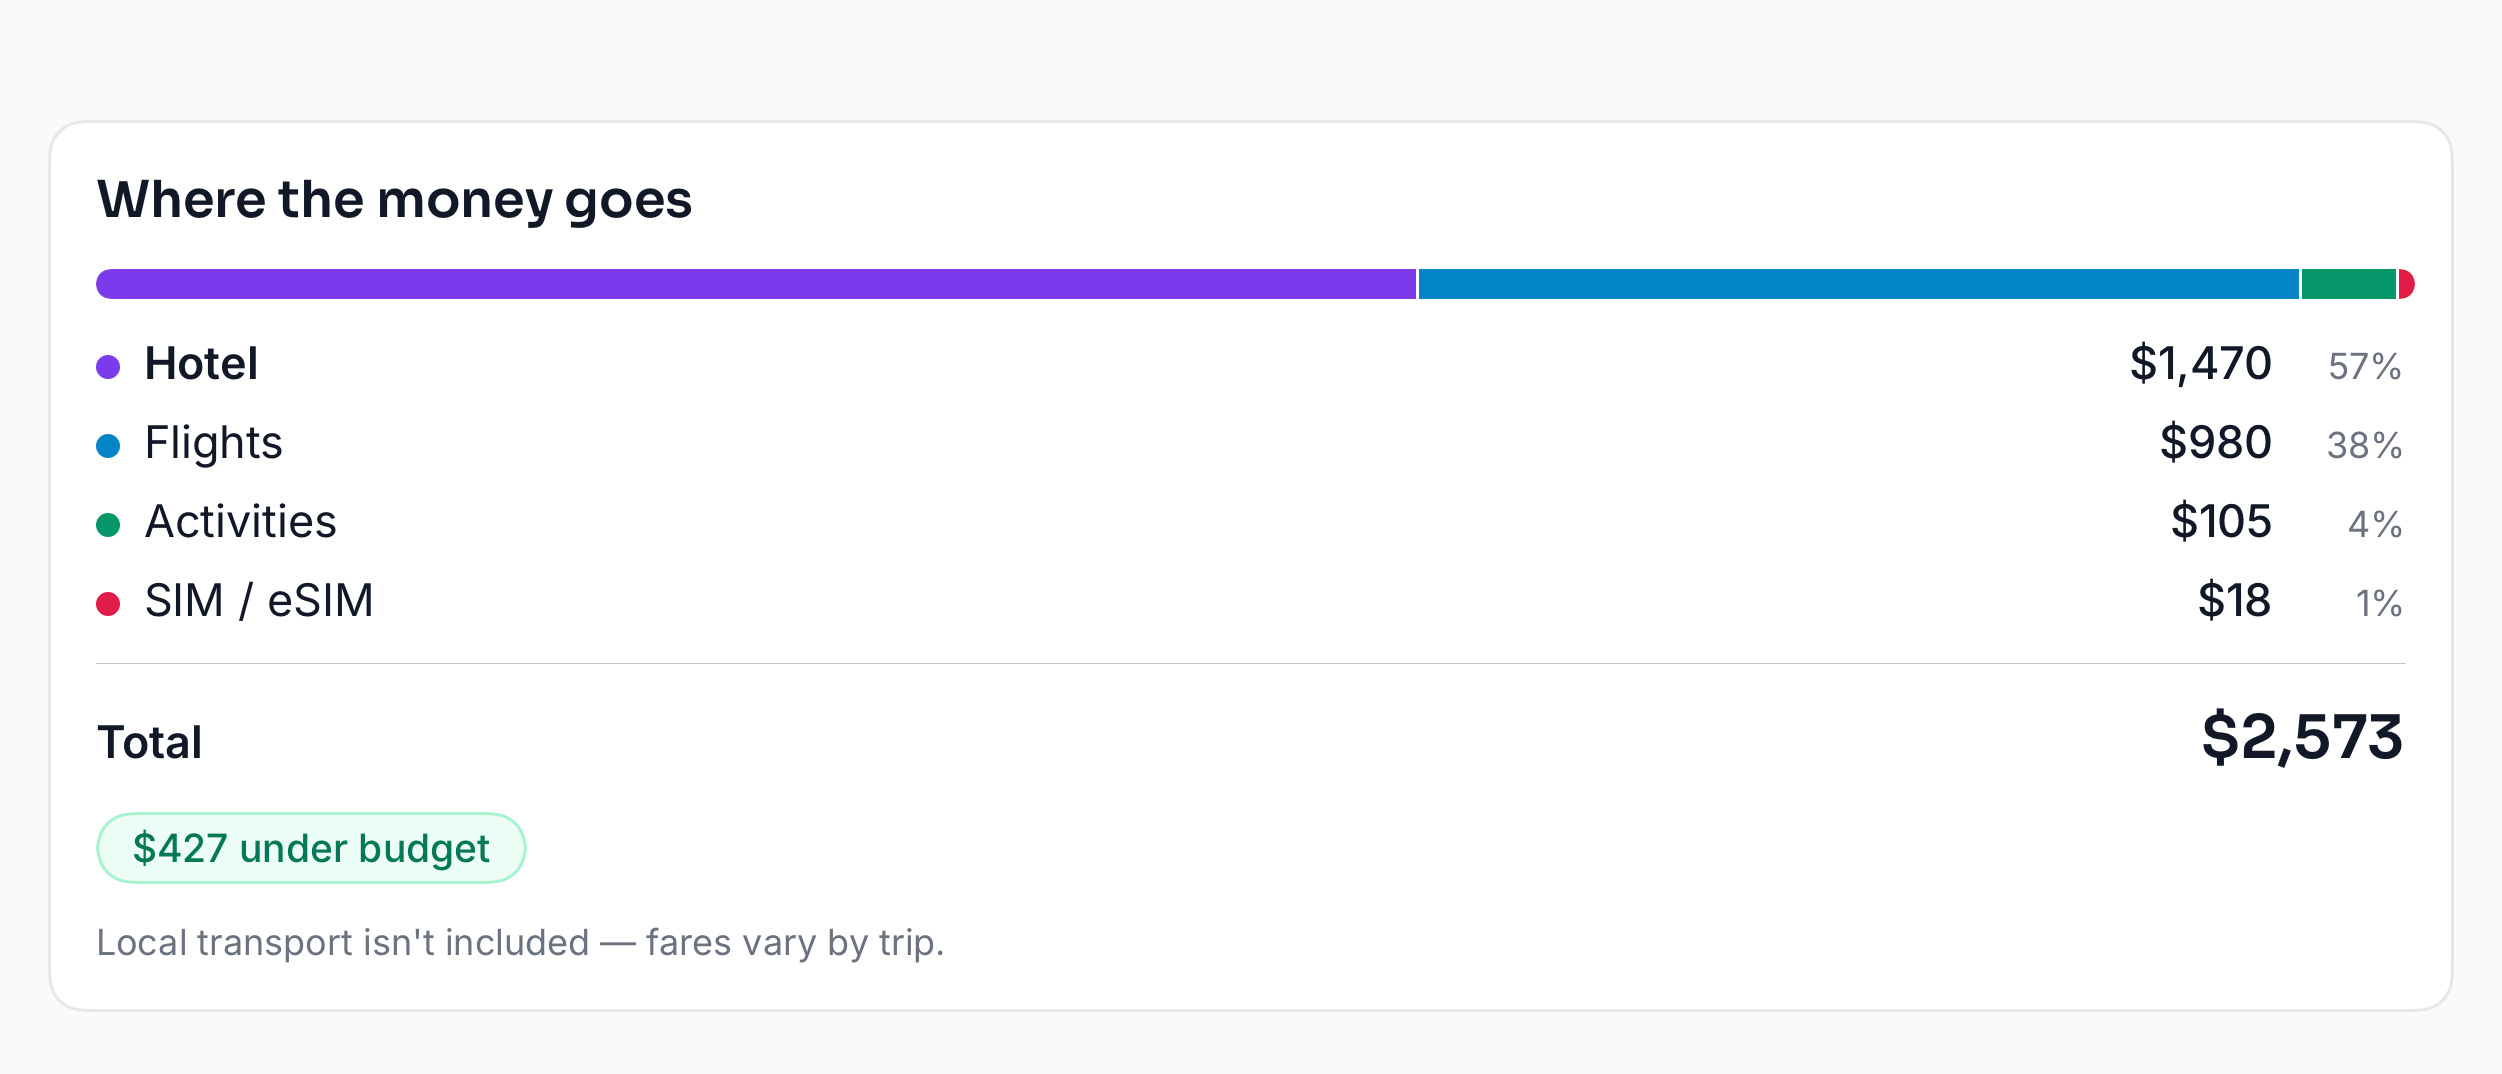 Where the money goes
Hotel $1,470 57%
Flights $980 38%
Activities $105 4%
SIM / eSIM $18 1%
Total $2,573
$427 under budget
Local transport isn't included — fares vary by trip.